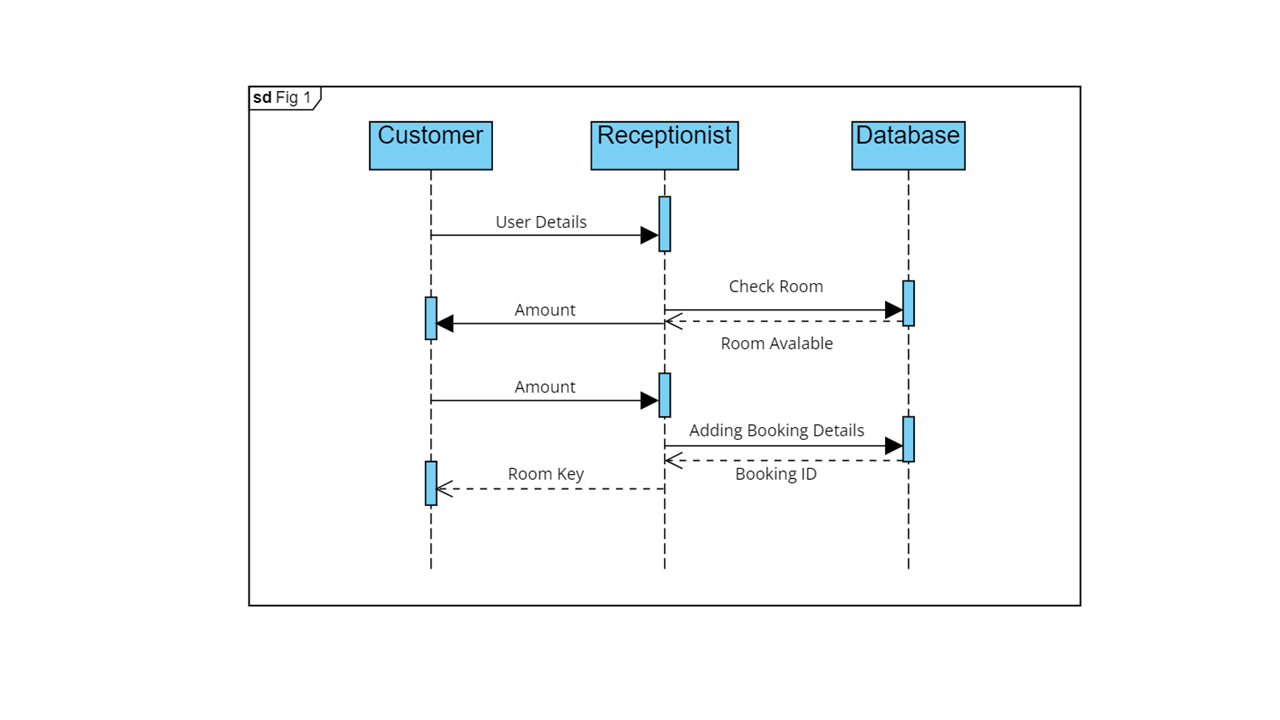 sd Fig 1
Customer
Receptionist
Database
User Details
Check Room
Amount
Room Avalable
Amount
Adding Booking Details
Room Key
Booking ID